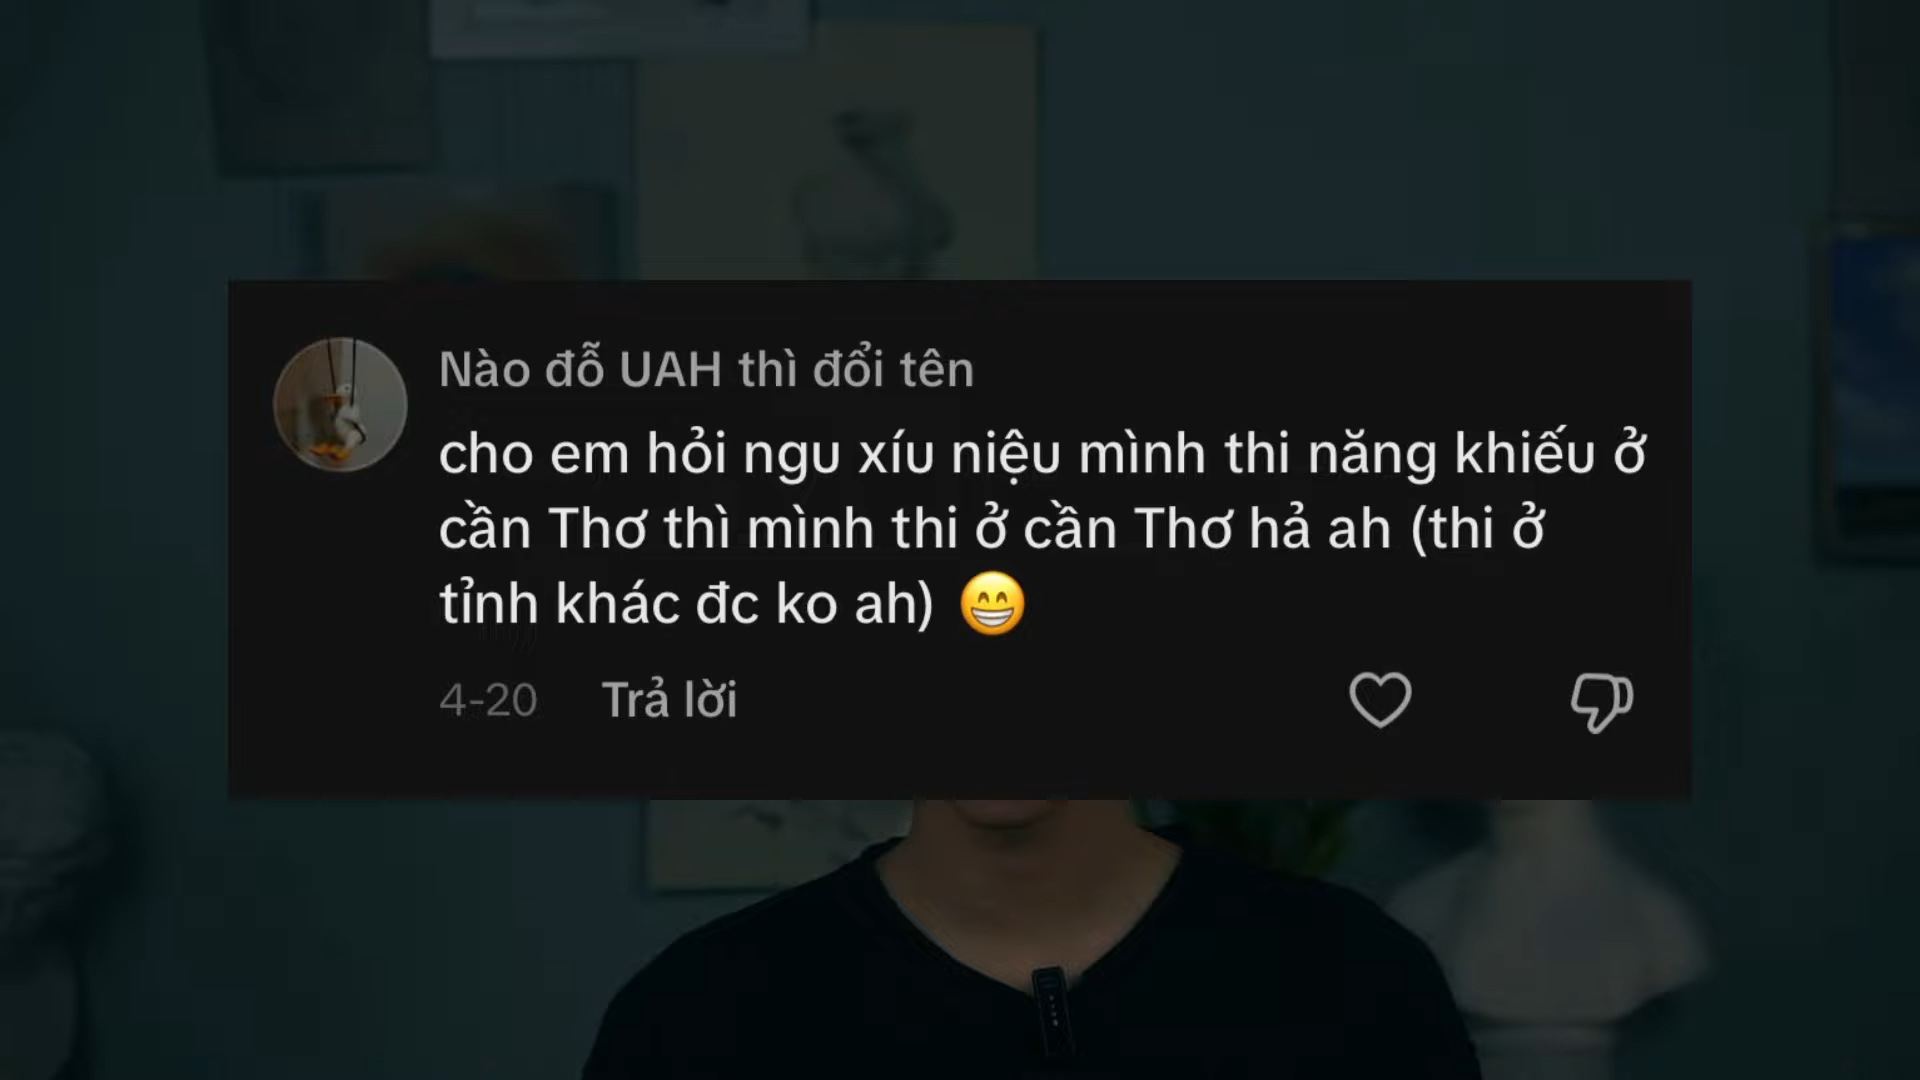 Nào đỗ UAH thì đổi tên
cho em hỏi ngu xíu niệu mình thi năng khiếu ở
cần Thơ thì mình thi ở cần Thơ hả ah (thi ở
tỉnh khác đc ko ah) 😁
4-20 Trả lời